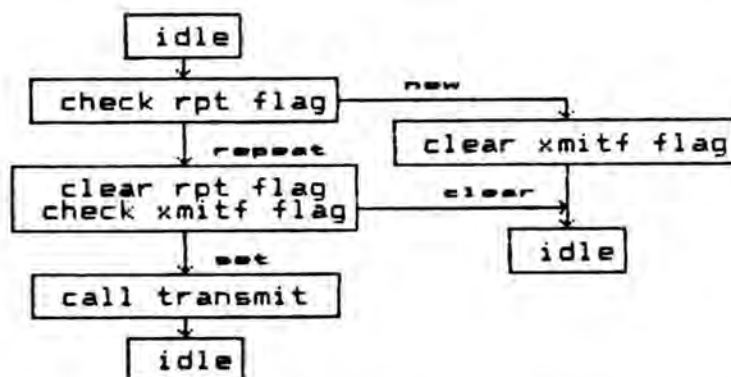 idle
check rpt flag
new
clear xmitf flag
repeat
clear rpt flag
check xmitf flag
clear
idle
set
call transmit
idle